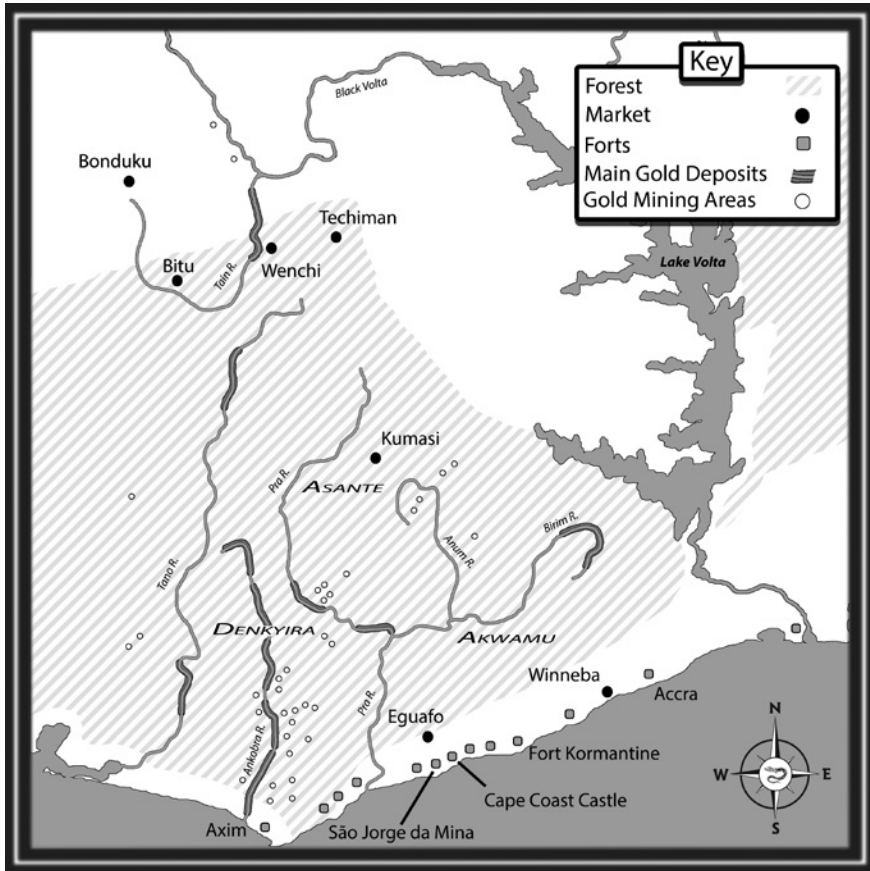 Key
Forest
Market
Forts
Main Gold Deposits
Gold Mining Areas
Black Volta
Bonduku
Techiman
Wenchi
Bitu
Tain R.
Lake Volta
Kumasi
Pra R.
ASANTE
Birim R.
Anum R.
Tano R.
DENKYIRA
AKWAMU
Winneba
Accra
Pra R.
Eguafo
Ankobra R.
Fort Kormantine
Cape Coast Castle
São Jorge da Mina
Axim
N
W
E
S